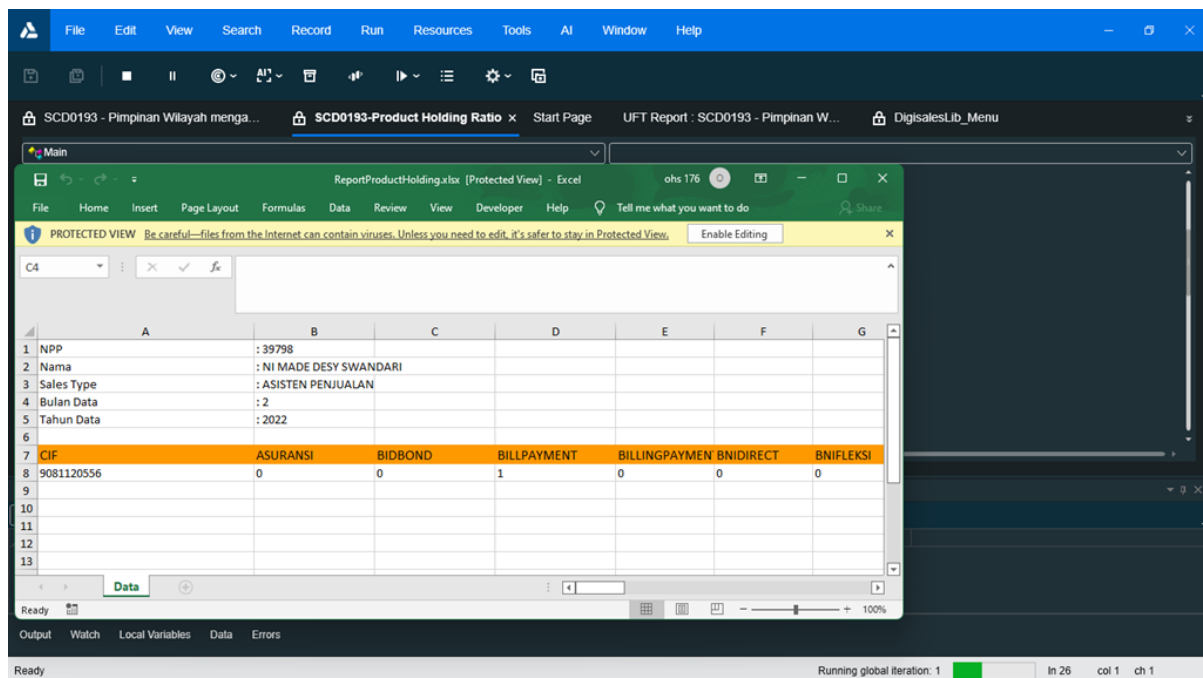 File Edit View Search Record Run Resources Tools AI Window Help
SCD0193 - Pimpinan Wilayah menga... SCD0193-Product Holding Ratio × Start Page UFT Report : SCD0193 - Pimpinan W... DigisalesLib_Menu
Main
ReportProductHolding.xlsx [Protected View] - Excel ohs 176 O
File Home Insert Page Layout Formulas Data Review View Developer Help Tell me what you want to do Share
PROTECTED VIEW Be careful—files from the Internet can contain viruses. Unless you need to edit, it's safer to stay in Protected View. Enable Editing
C4 fx
A B C D E F G
1 NPP : 39798
2 Nama : NI MADE DESY SWANDARI
3 Sales Type : ASISTEN PENJUALAN
4 Bulan Data : 2
5 Tahun Data : 2022
6
7 CIF ASURANSI BIDBOND BILLPAYMENT BILLINGPAYMEN BNIDIRECT BNIFLEKSI
8 9081120556 0 0 1 0 0 0
9
10
11
12
13
Data
Ready 100%
Output Watch Local Variables Data Errors
Ready Running global iteration: 1 ln 26 col 1 ch 1